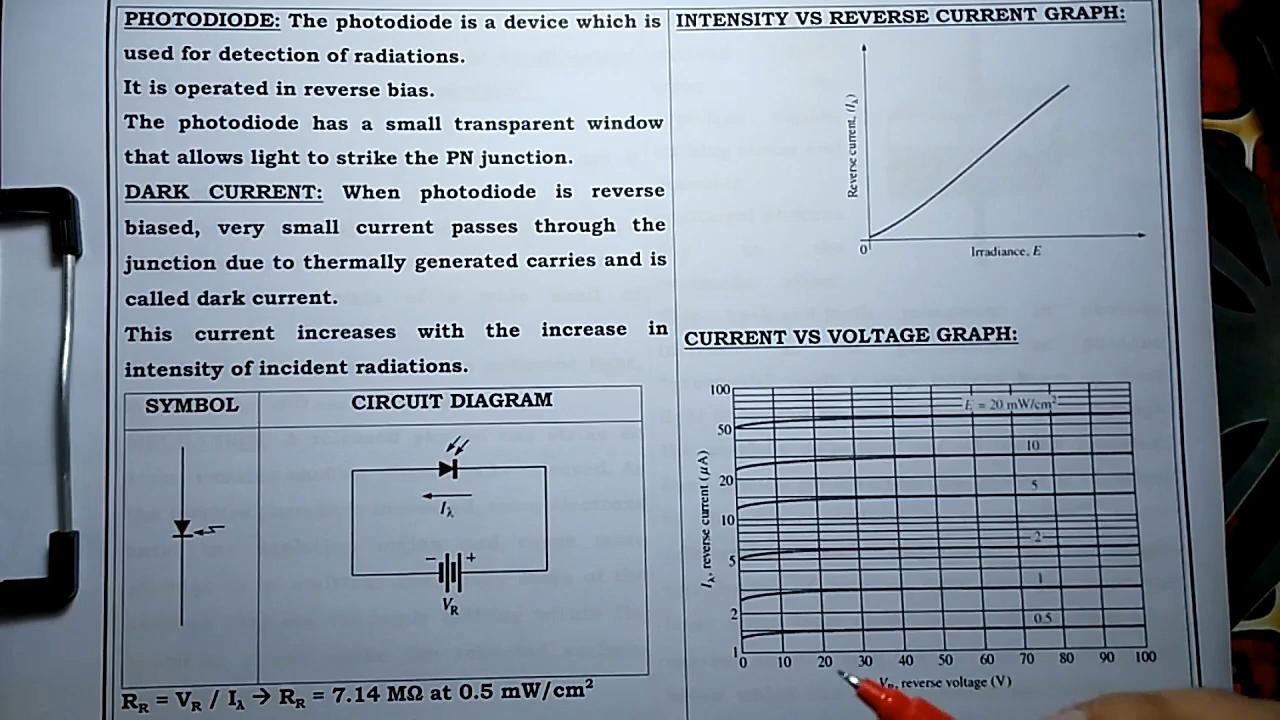 PHOTODIODE: The photodiode is a device which is
used for detection of radiations.
It is operated in reverse bias.
The photodiode has a small transparent window
that allows light to strike the PN junction.
DARK CURRENT: When photodiode is reverse
biased, very small current passes through the
junction due to thermally generated carries and is
called dark current.
This current increases with the increase in
intensity of incident radiations.
SYMBOL
CIRCUIT DIAGRAM
Iλ
− +
VR
RR = VR / Iλ → RR = 7.14 MΩ at 0.5 mW/cm²
INTENSITY VS REVERSE CURRENT GRAPH:
Reverse current, (Iλ)
0
Irradiance, E
CURRENT VS VOLTAGE GRAPH:
Iλ, reverse current (μA)
100
50
20
10
5
2
1
E = 20 mW/cm²
10
5
2
1
0.5
0 10 20 30 40 50 60 70 80 90 100
VR, reverse voltage (V)